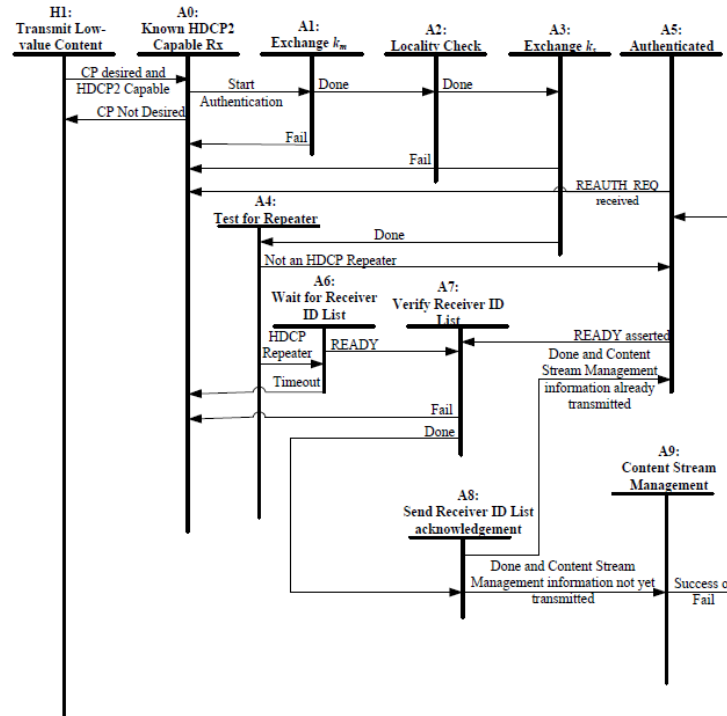 H1:
Transmit Low-
value Content
A0:
Known HDCP2
Capable Rx
A1:
Exchange km
A2:
Locality Check
A3:
Exchange ks
A5:
Authenticated
CP desired and
HDCP2 Capable
Start
Authentication
Done
Done
CP Not Desired
Fail
Fail
REAUTH_REQ
received
A4:
Test for Repeater
Done
Not an HDCP Repeater
A6:
Wait for Receiver
ID List
A7:
Verify Receiver ID
List
HDCP
Repeater
READY
READY asserted
Done and Content
Stream Management
information already
transmitted
Timeout
Fail
Done
A9:
Content Stream
Management
A8:
Send Receiver ID List
acknowledgement
Done and Content Stream
Management information not yet
transmitted
Success o
Fail